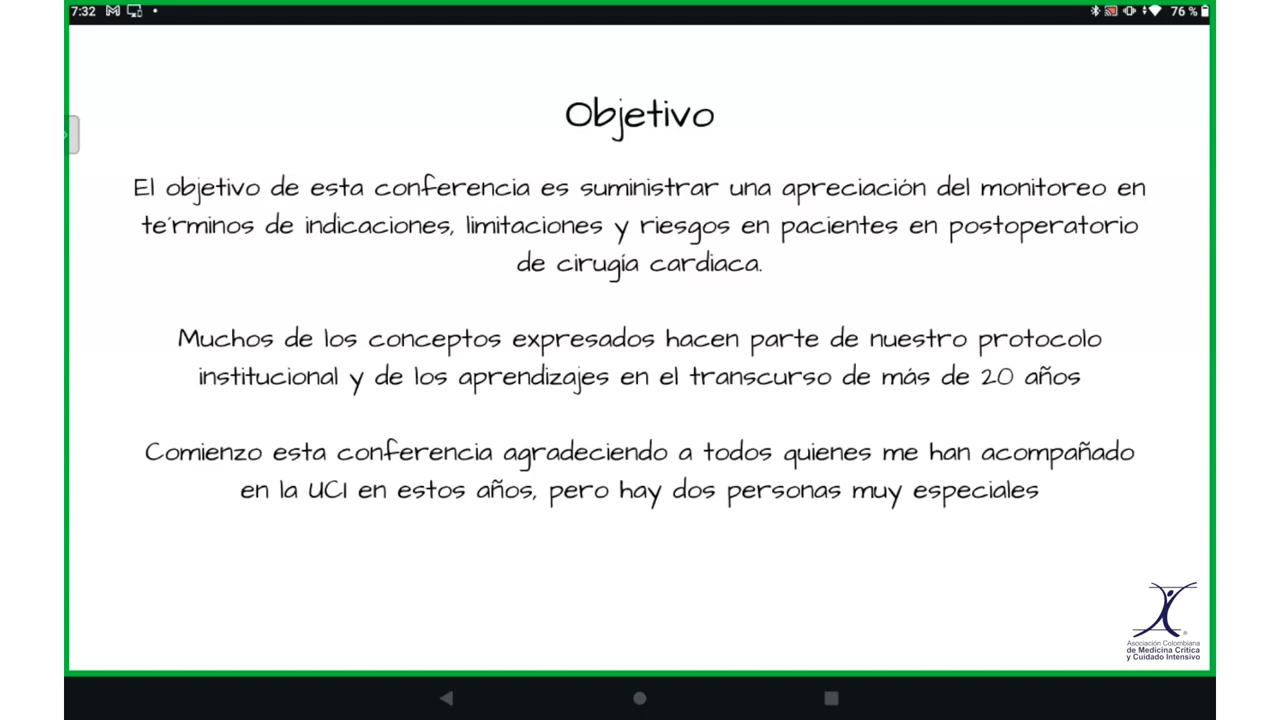 7:32
76 %
Objetivo
El objetivo de esta conferencia es suministrar una apreciación del monitoreo en
te´rminos de indicaciones, limitaciones y riesgos en pacientes en postoperatorio
de cirugía cardiaca.
Muchos de los conceptos expresados hacen parte de nuestro protocolo
institucional y de los aprendizajes en el transcurso de más de 20 años
Comienzo esta conferencia agradeciendo a todos quienes me han acompañado
en la UCI en estos años, pero hay dos personas muy especiales
Asociación Colombiana
de Medicina Crítica
y Cuidado Intensivo